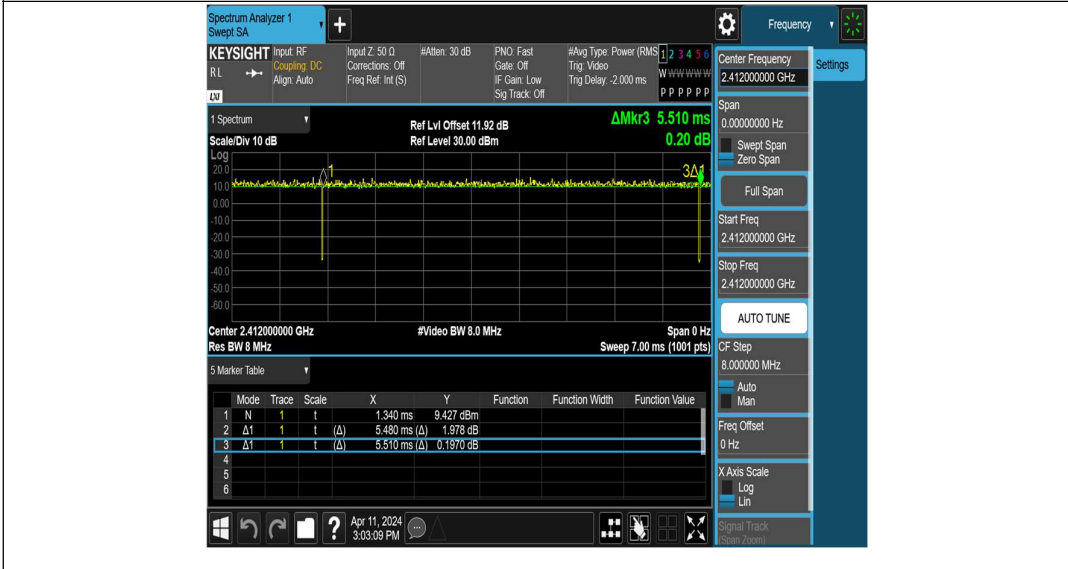 Spectrum Analyzer 1
Swept SA
+
Frequency
KEYSIGHT Input: RF Input Z: 50 Ω #Atten: 30 dB PNO: Fast #Avg Type: Power (RMS 1 2 3 4 5 6
RL Coupling: DC Corrections: Off Gate: Off Trig: Video W W W W W W
Align: Auto Freq Ref: Int (S) IF Gain: Low Trig Delay: -2.000 ms
LXI Sig Track: Off P P P P P P
Center Frequency
2.412000000 GHz
Settings
1 Spectrum
Ref Lvl Offset 11.92 dB ΔMkr3 5.510 ms
Scale/Div 10 dB Ref Level 30.00 dBm 0.20 dB
Log
20.0
10.0
0.00
-10.0
-20.0
-30.0
-40.0
-50.0
-60.0
1
3Δ1
Center 2.412000000 GHz #Video BW 8.0 MHz Span 0 Hz
Res BW 8 MHz Sweep 7.00 ms (1001 pts)
Span
0.00000000 Hz
Swept Span
Zero Span
Full Span
Start Freq
2.412000000 GHz
Stop Freq
2.412000000 GHz
AUTO TUNE
CF Step
8.000000 MHz
Auto
Man
Freq Offset
0 Hz
X Axis Scale
Log
Lin
Signal Track
(Span Zoom)
5 Marker Table
Mode Trace Scale X Y Function Function Width Function Value
1 N 1 t 1.340 ms 9.427 dBm
2 Δ1 1 t (Δ) 5.480 ms (Δ) 1.978 dB
3 Δ1 1 t (Δ) 5.510 ms (Δ) 0.1970 dB
4
5
6
? Apr 11, 2024
3:03:09 PM